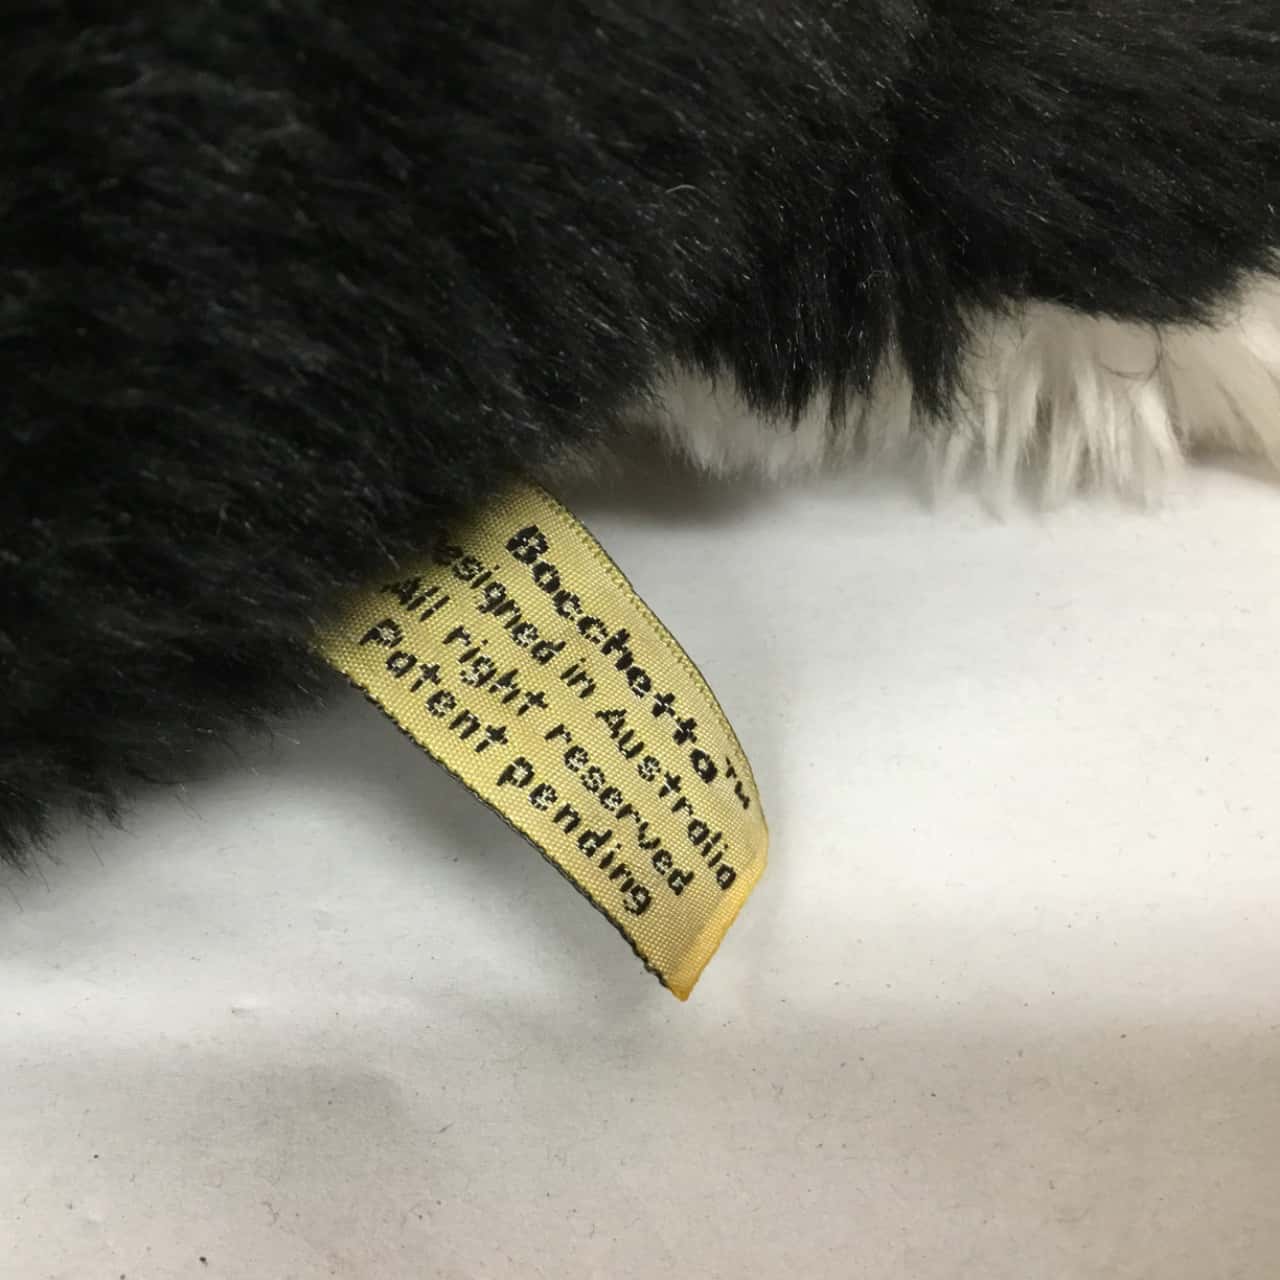 Bocchetta™
esigned in Australia
All right reserved
Patent pending